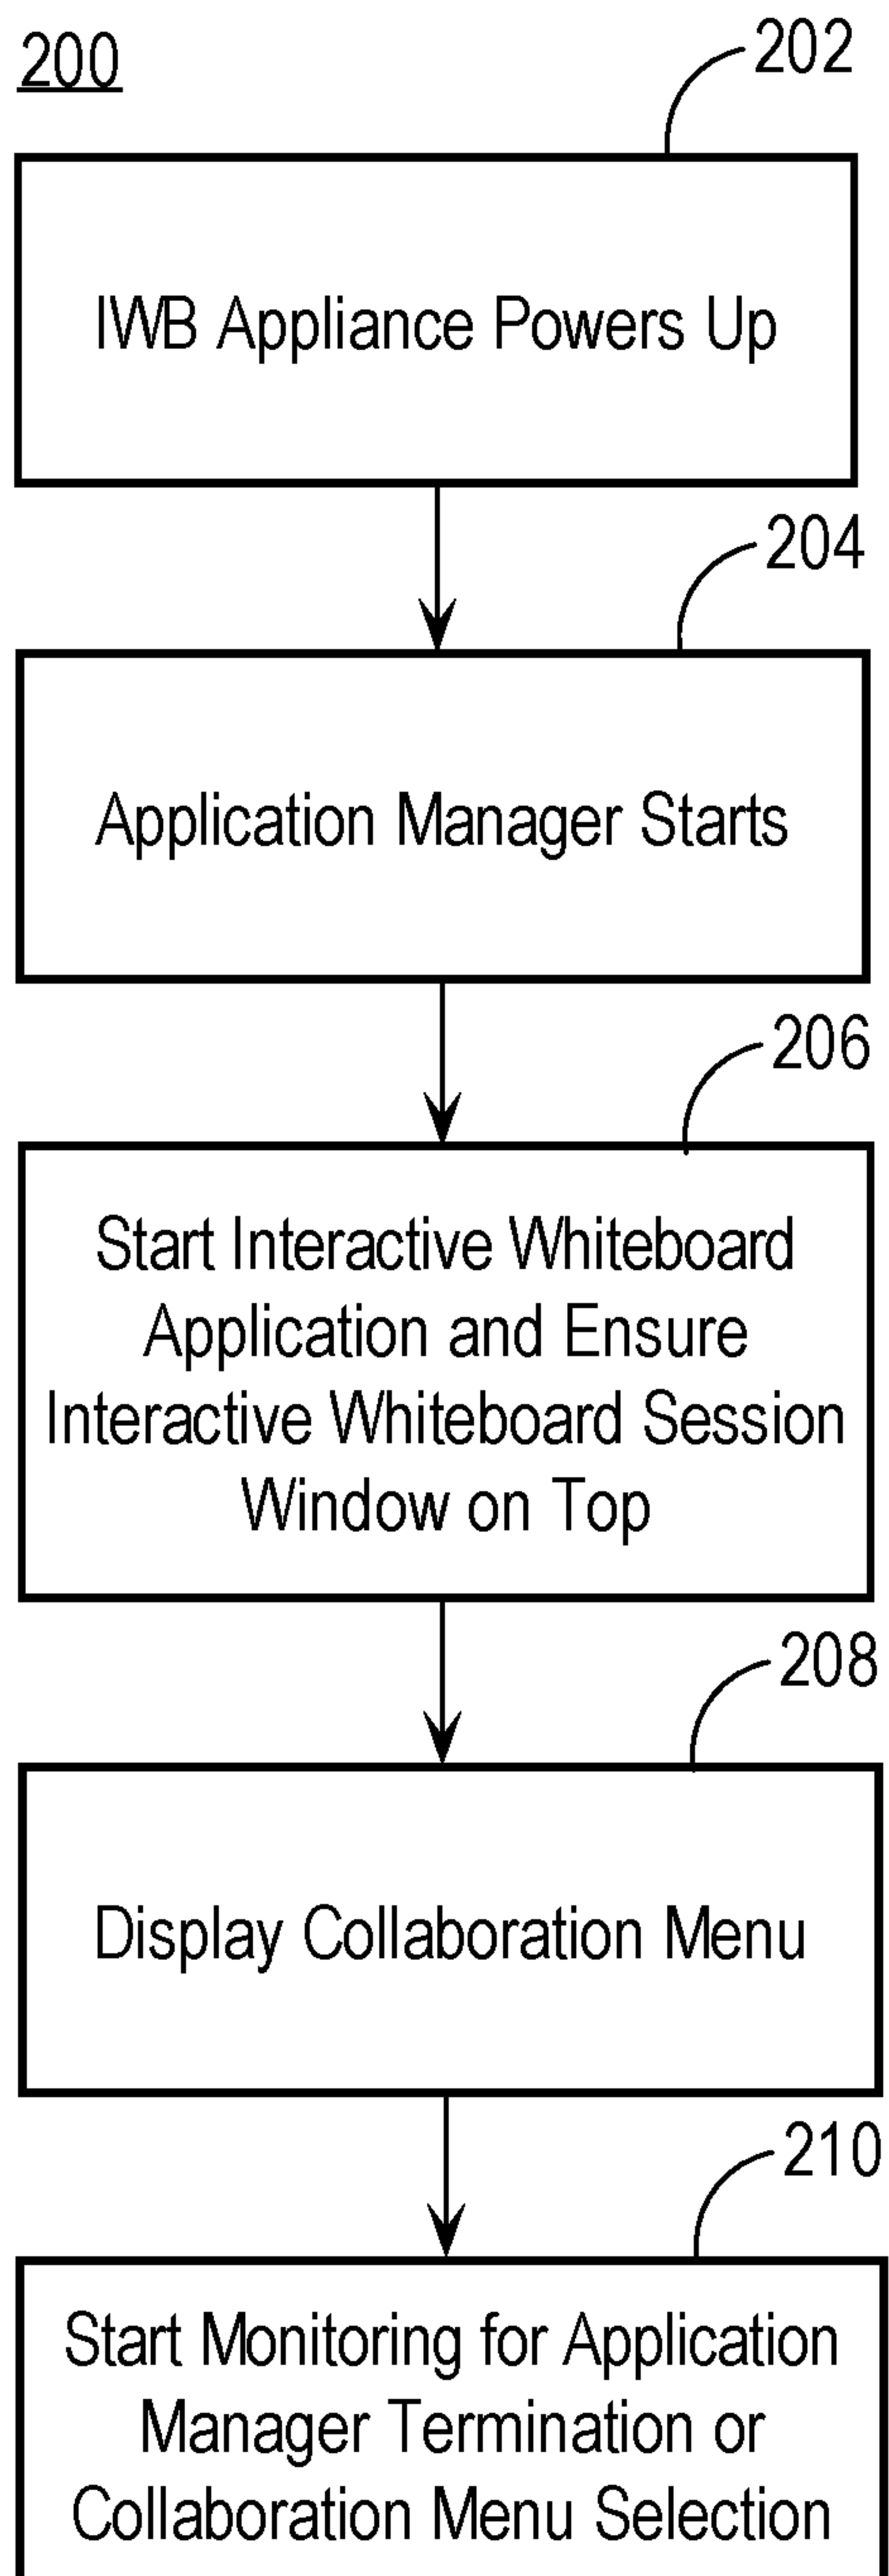 200
202
IWB Appliance Powers Up
204
Application Manager Starts
206
Start Interactive Whiteboard
Application and Ensure
Interactive Whiteboard Session
Window on Top
208
Display Collaboration Menu
210
Start Monitoring for Application
Manager Termination or
Collaboration Menu Selection